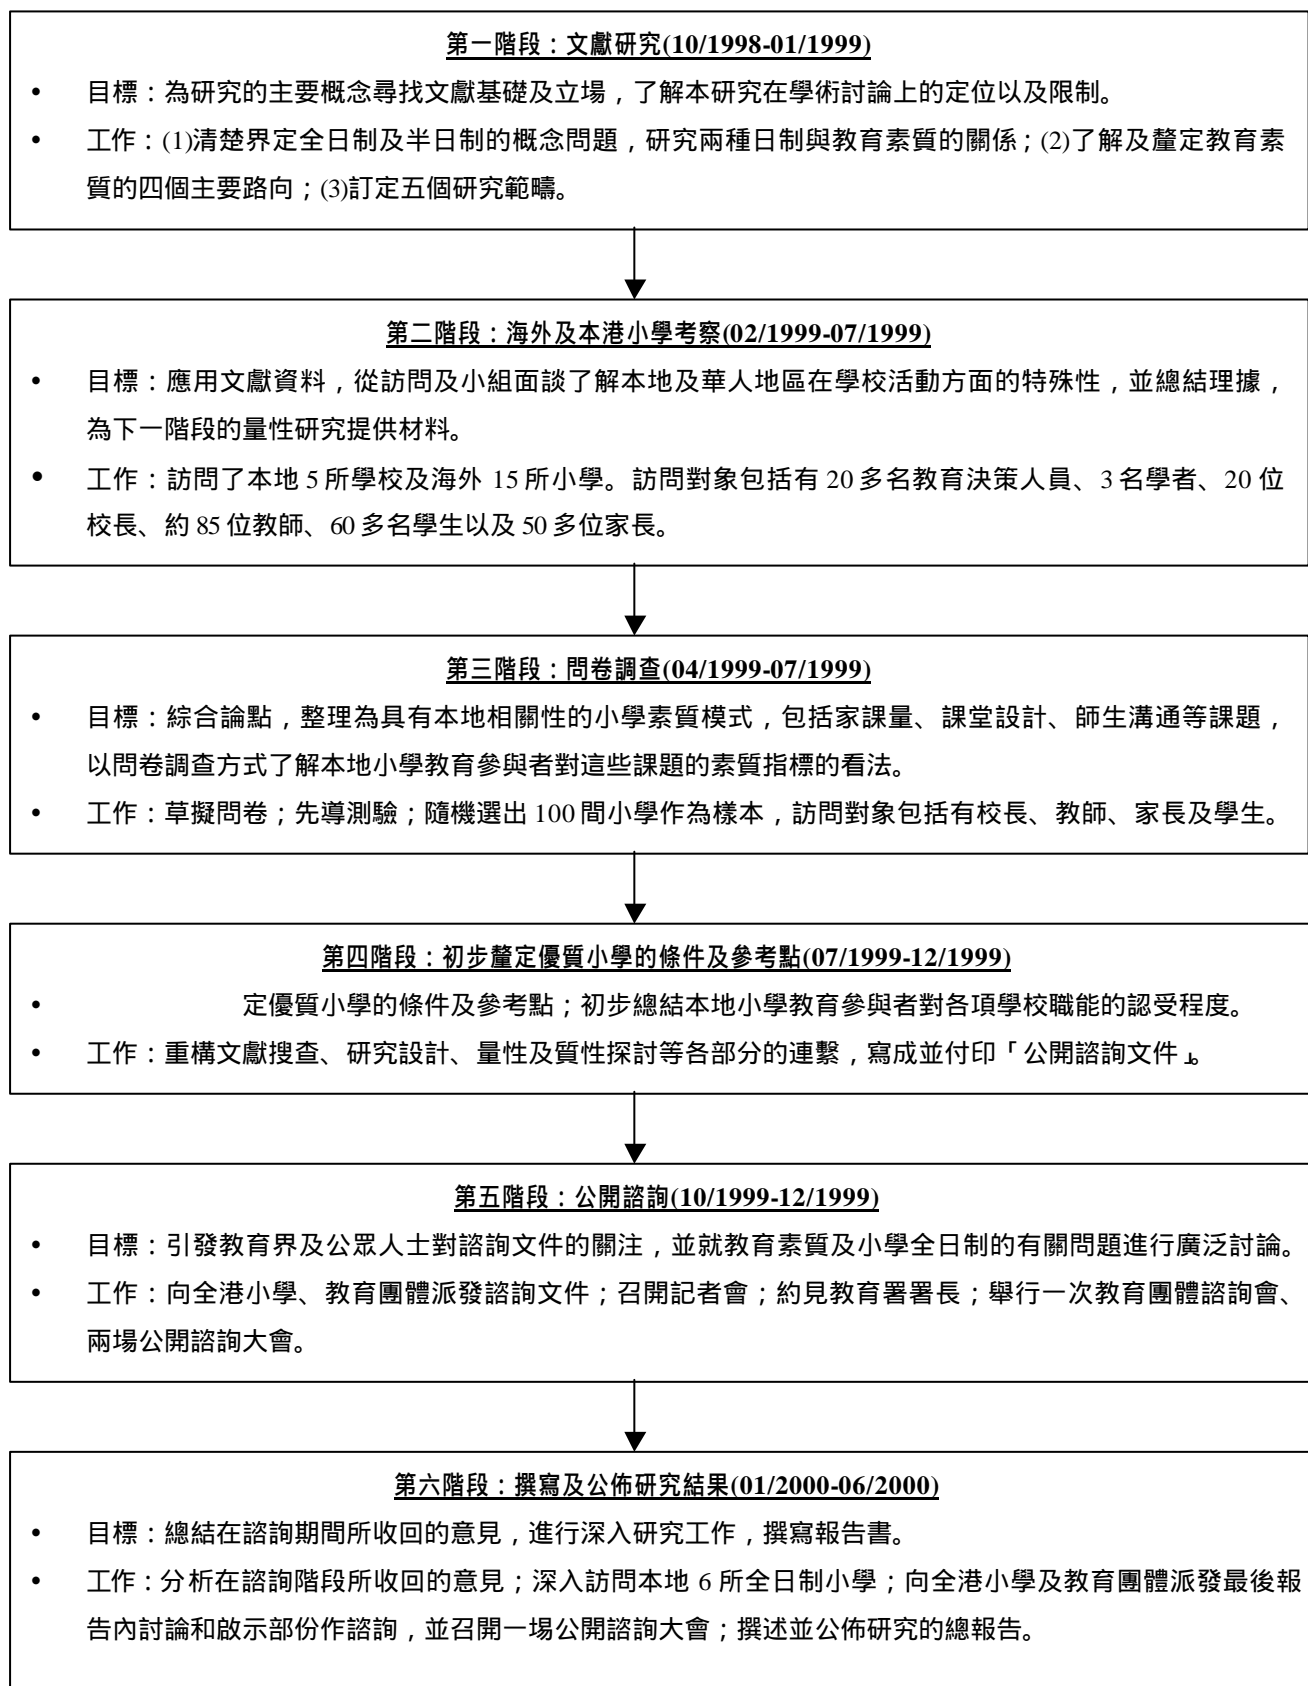 第一階段：文獻研究(10/1998-01/1999)
• 目標：為研究的主要概念尋找文獻基礎及立場，了解本研究在學術討論上的定位以及限制。
• 工作：(1)清楚界定全日制及半日制的概念問題，研究兩種日制與教育素質的關係；(2)了解及釐定教育素
質的四個主要路向；(3)訂定五個研究範疇。
第二階段：海外及本港小學考察(02/1999-07/1999)
• 目標：應用文獻資料，從訪問及小組面談了解本地及華人地區在學校活動方面的特殊性，並總結理據，
為下一階段的量性研究提供材料。
• 工作：訪問了本地 5 所學校及海外 15 所小學。訪問對象包括有 20 多名教育決策人員、3 名學者、20 位
校長、約 85 位教師、60 多名學生以及 50 多位家長。
第三階段：問卷調查(04/1999-07/1999)
• 目標：綜合論點，整理為具有本地相關性的小學素質模式，包括家課量、課堂設計、師生溝通等課題，
以問卷調查方式了解本地小學教育參與者對這些課題的素質指標的看法。
• 工作：草擬問卷；先導測驗；隨機選出 100 間小學作為樣本，訪問對象包括有校長、教師、家長及學生。
第四階段：初步釐定優質小學的條件及參考點(07/1999-12/1999)
• 定優質小學的條件及參考點；初步總結本地小學教育參與者對各項學校職能的認受程度。
• 工作：重構文獻搜查、研究設計、量性及質性探討等各部分的連繫，寫成並付印「公開諮詢文件」。
第五階段：公開諮詢(10/1999-12/1999)
• 目標：引發教育界及公眾人士對諮詢文件的關注，並就教育素質及小學全日制的有關問題進行廣泛討論。
• 工作：向全港小學、教育團體派發諮詢文件；召開記者會；約見教育署署長；舉行一次教育團體諮詢會、
兩場公開諮詢大會。
第六階段：撰寫及公佈研究結果(01/2000-06/2000)
• 目標：總結在諮詢期間所收回的意見，進行深入研究工作，撰寫報告書。
• 工作：分析在諮詢階段所收回的意見；深入訪問本地 6 所全日制小學；向全港小學及教育團體派發最後報
告內討論和啟示部份作諮詢，並召開一場公開諮詢大會；撰述並公佈研究的總報告。